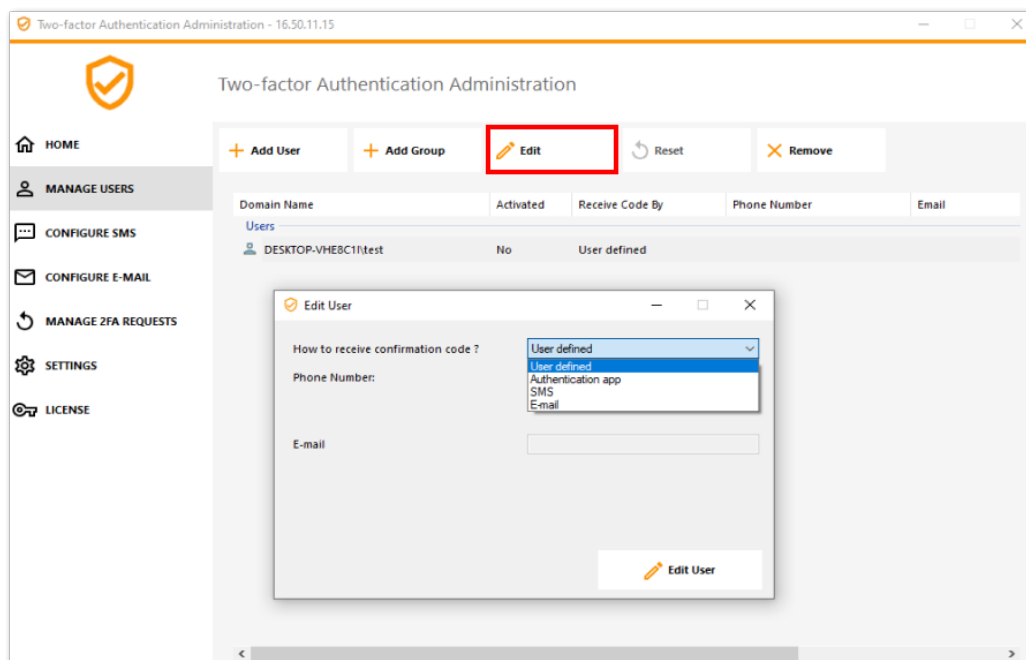 Two-factor Authentication Administration - 16.50.11.15
Two-factor Authentication Administration
HOME
MANAGE USERS
CONFIGURE SMS
CONFIGURE E-MAIL
MANAGE 2FA REQUESTS
SETTINGS
LICENSE
Add User Add Group Edit Reset Remove
Domain Name Activated Receive Code By Phone Number Email
Users
DESKTOP-VHE8C1I\test No User defined
Edit User
How to receive confirmation code ? User defined
User defined
Phone Number: Authentication app
SMS
E-mail
E-mail
Edit User